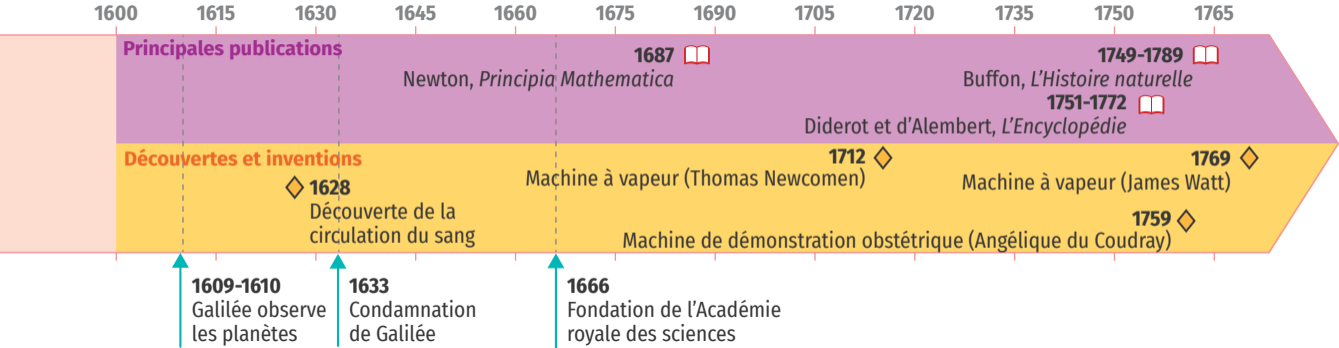 1600 1615 1630 1645 1660 1675 1690 1705 1720 1735 1750 1765
Principales publications
1687
Newton, Principia Mathematica
1749-1789
Buffon, L'Histoire naturelle
1751-1772
Diderot et d'Alembert, L'Encyclopédie
Découvertes et inventions
1628
Découverte de la
circulation du sang
1712
Machine à vapeur (Thomas Newcomen)
1769
Machine à vapeur (James Watt)
1759
Machine de démonstration obstétrique (Angélique du Coudray)
1609-1610
Galilée observe
les planètes
1633
Condamnation
de Galilée
1666
Fondation de l'Académie
royale des sciences